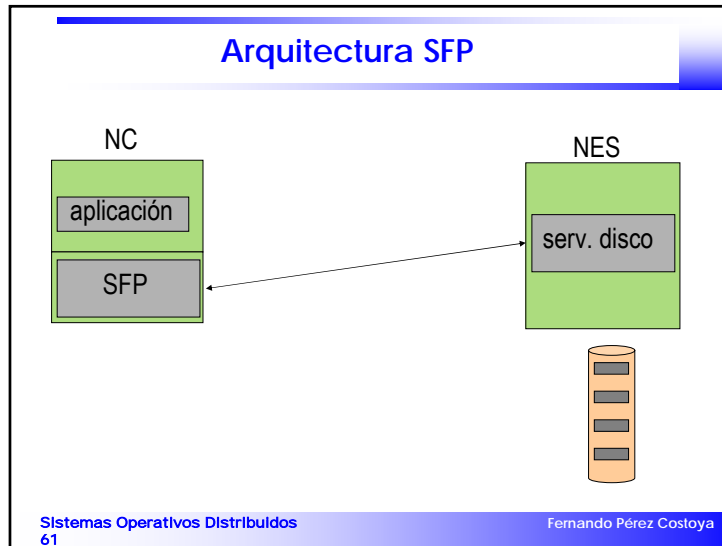 Arquitectura SFP
NC
NES
aplicación
serv. disco
SFP
Sistemas Operativos Distribuidos
61
Fernando Pérez Costoya